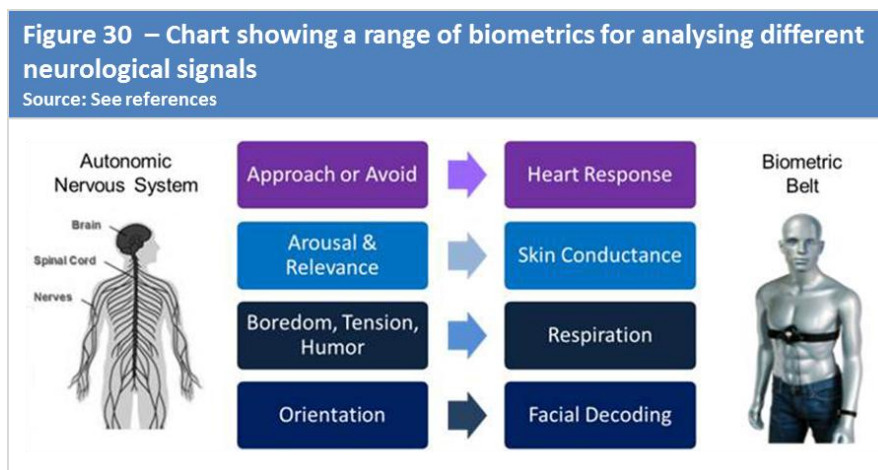 Figure 30 – Chart showing a range of biometrics for analysing different
neurological signals
Source: See references
Autonomic
Nervous System
Brain
Spinal Cord
Nerves
Approach or Avoid
Heart Response
Arousal &
Relevance
Skin Conductance
Boredom, Tension,
Humor
Respiration
Orientation
Facial Decoding
Biometric
Belt